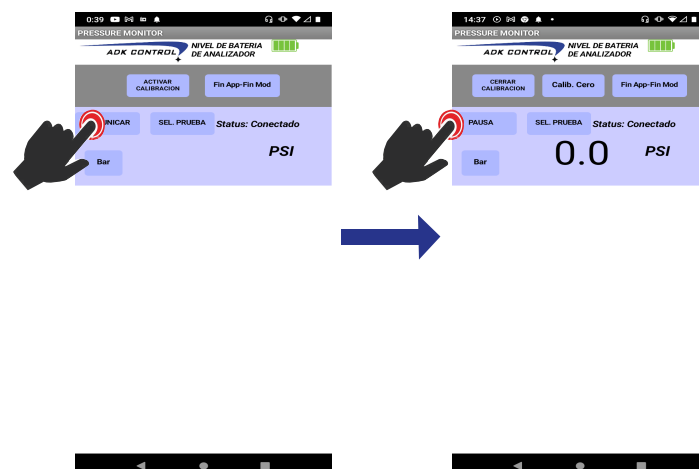 0:39
PRESSURE MONITOR
ADK CONTROL
NIVEL DE BATERIA
DE ANALIZADOR
ACTIVAR
CALIBRACION
Fin App-Fin Mod
NICAR
SEL. PRUEBA
Status: Conectado
Bar
PSI
14:37
PRESSURE MONITOR
ADK CONTROL
NIVEL DE BATERIA
DE ANALIZADOR
CERRAR
CALIBRACION
Calib. Cero
Fin App-Fin Mod
PAUSA
SEL. PRUEBA
Status: Conectado
Bar
0.0
PSI